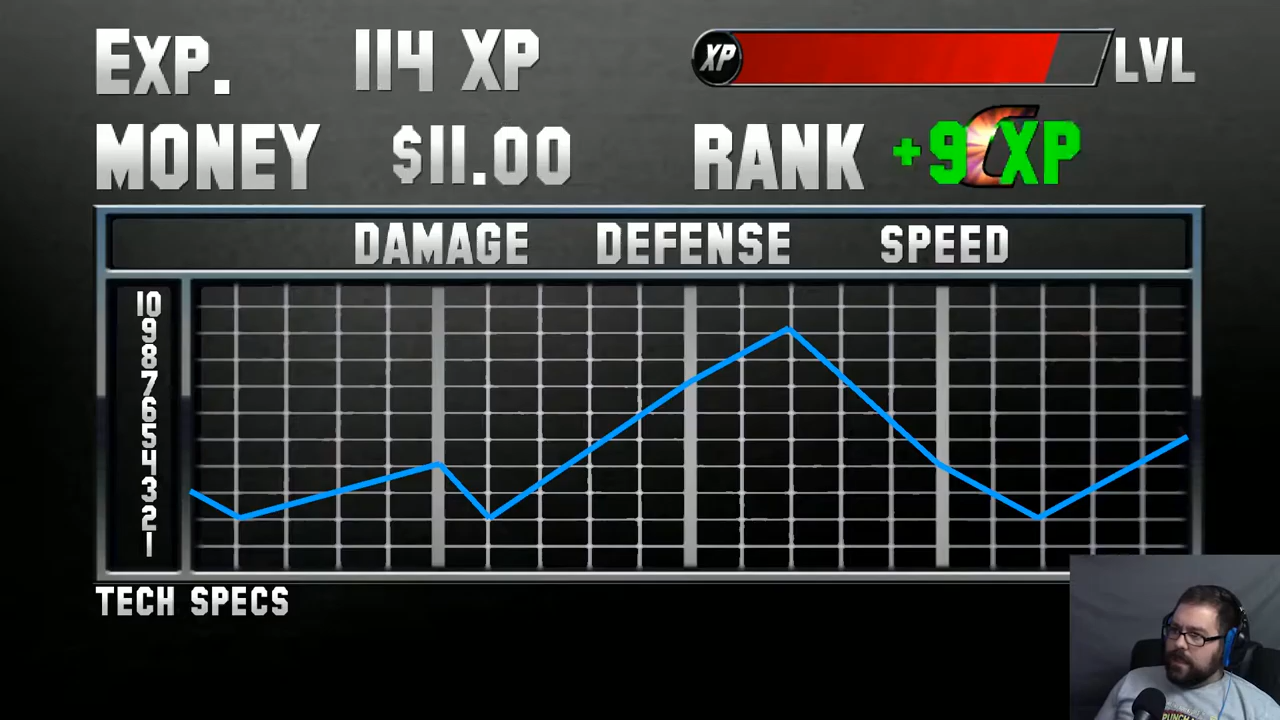 EXP. 114 XP XP LVL
MONEY $11.00 RANK +9 C XP
DAMAGE DEFENSE SPEED
10
9
8
7
6
5
4
3
2
1
TECH SPECS